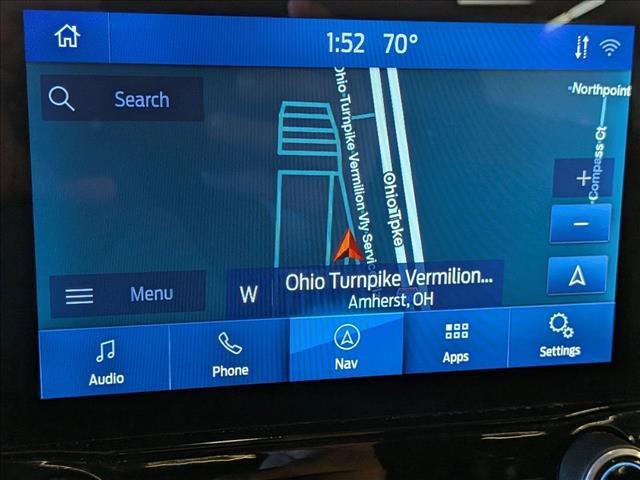 1:52 70°
Search
Northpoint
Compass Ct
Ohio Turnpike Vermilion Vly Servic
Ohio Tpke
+
−
Menu
W
Ohio Turnpike Vermilion...
Amherst, OH
Audio
Phone
Nav
Apps
Settings